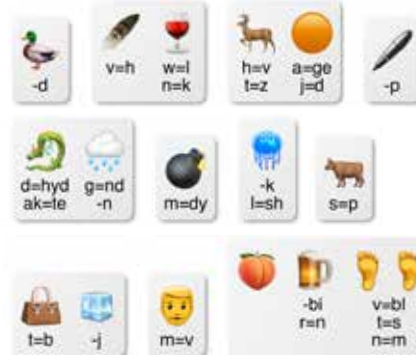 -d
v=h w=l
n=k
h=v a=ge
t=z j=d
-p
d=hyd g=nd
ak=te -n
m=dy
-k
l=sh
s=p
t=b -j
m=v
-bi v=bl
r=n t=s
n=m